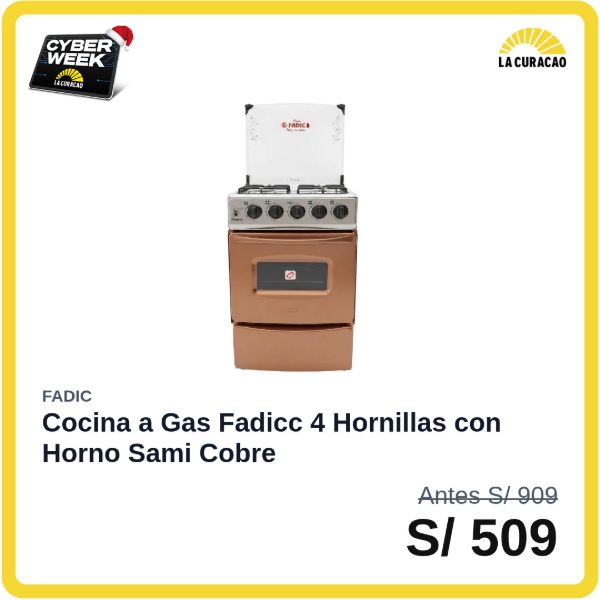 CYBER
WEEK
LA CURACAO
LA CURACAO
FADIC
FADIC
Cocina a Gas Fadicc 4 Hornillas con
Horno Sami Cobre
Antes S/ 909
S/ 509